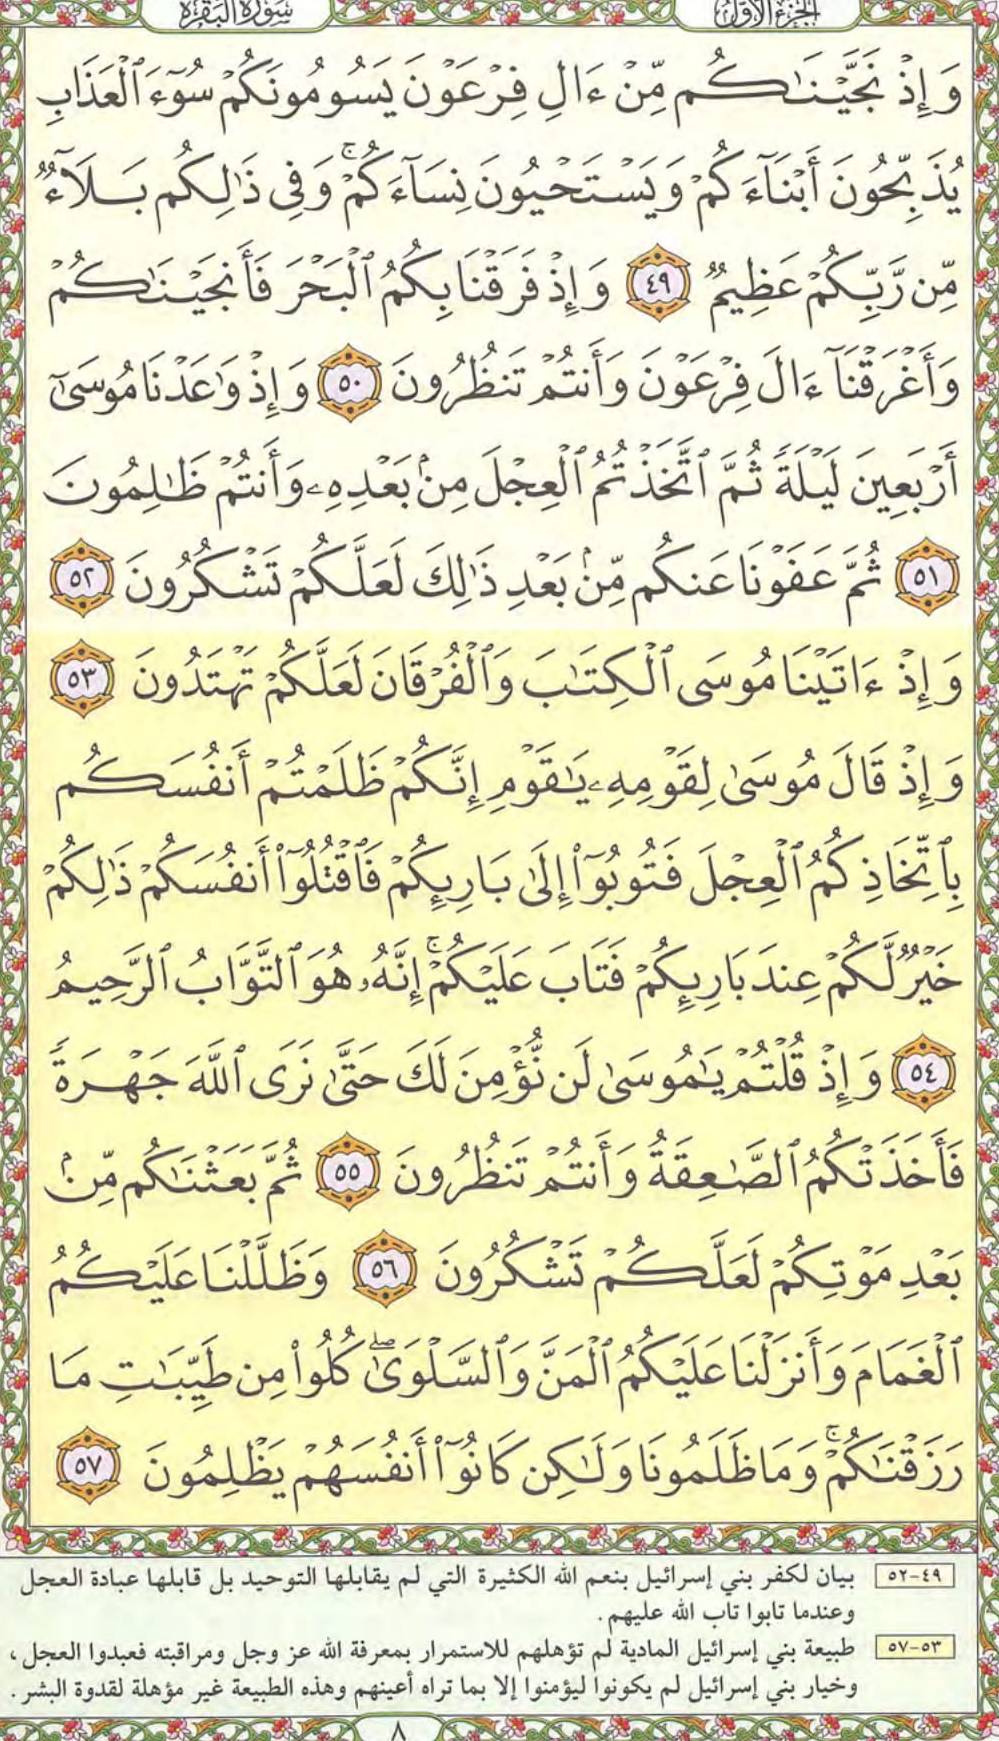 الجزء الأول
سورة البقرة
وَإِذْ نَجَّيْنَٰكُم مِّنْ ءَالِ فِرْعَوْنَ يَسُومُونَكُمْ سُوٓءَ ٱلْعَذَابِ
يُذَبِّحُونَ أَبْنَآءَكُمْ وَيَسْتَحْيُونَ نِسَآءَكُمْ ۚ وَفِى ذَٰلِكُم بَلَآءٌ
مِّن رَّبِّكُمْ عَظِيمٌ ٤٩ وَإِذْ فَرَقْنَا بِكُمُ ٱلْبَحْرَ فَأَنجَيْنَٰكُمْ
وَأَغْرَقْنَآ ءَالَ فِرْعَوْنَ وَأَنتُمْ تَنظُرُونَ ٥٠ وَإِذْ وَٰعَدْنَا مُوسَىٰٓ
أَرْبَعِينَ لَيْلَةً ثُمَّ ٱتَّخَذْتُمُ ٱلْعِجْلَ مِنۢ بَعْدِهِۦ وَأَنتُمْ ظَٰلِمُونَ
٥١ ثُمَّ عَفَوْنَا عَنكُم مِّنۢ بَعْدِ ذَٰلِكَ لَعَلَّكُمْ تَشْكُرُونَ ٥٢
وَإِذْ ءَاتَيْنَا مُوسَى ٱلْكِتَٰبَ وَٱلْفُرْقَانَ لَعَلَّكُمْ تَهْتَدُونَ ٥٣
وَإِذْ قَالَ مُوسَىٰ لِقَوْمِهِۦ يَٰقَوْمِ إِنَّكُمْ ظَلَمْتُمْ أَنفُسَكُم
بِٱتِّخَاذِكُمُ ٱلْعِجْلَ فَتُوبُوٓا۟ إِلَىٰ بَارِئِكُمْ فَٱقْتُلُوٓا۟ أَنفُسَكُمْ ذَٰلِكُمْ
خَيْرٌ لَّكُمْ عِندَ بَارِئِكُمْ فَتَابَ عَلَيْكُمْ ۚ إِنَّهُۥ هُوَ ٱلتَّوَّابُ ٱلرَّحِيمُ
٥٤ وَإِذْ قُلْتُمْ يَٰمُوسَىٰ لَن نُّؤْمِنَ لَكَ حَتَّىٰ نَرَى ٱللَّهَ جَهْرَةً
فَأَخَذَتْكُمُ ٱلصَّٰعِقَةُ وَأَنتُمْ تَنظُرُونَ ٥٥ ثُمَّ بَعَثْنَٰكُم مِّنۢ
بَعْدِ مَوْتِكُمْ لَعَلَّكُمْ تَشْكُرُونَ ٥٦ وَظَلَّلْنَا عَلَيْكُمُ
ٱلْغَمَامَ وَأَنزَلْنَا عَلَيْكُمُ ٱلْمَنَّ وَٱلسَّلْوَىٰ ۖ كُلُوا۟ مِن طَيِّبَٰتِ مَا
رَزَقْنَٰكُمْ ۚ وَمَا ظَلَمُونَا وَلَٰكِن كَانُوٓا۟ أَنفُسَهُمْ يَظْلِمُونَ ٥٧
٤٩-٥٢ بيان لكفر بني إسرائيل بنعم الله الكثيرة التي لم يقابلها التوحيد بل قابلها عبادة العجل
وعندما تابوا تاب الله عليهم .
٥٣-٥٧ طبيعة بني إسرائيل المادية لم تؤهلهم للاستمرار بمعرفة الله عز وجل ومراقبته فعبدوا العجل ،
وخيار بني إسرائيل لم يكونوا ليؤمنوا إلا بما تراه أعينهم وهذه الطبيعة غير مؤهلة لقدوة البشر .
٨